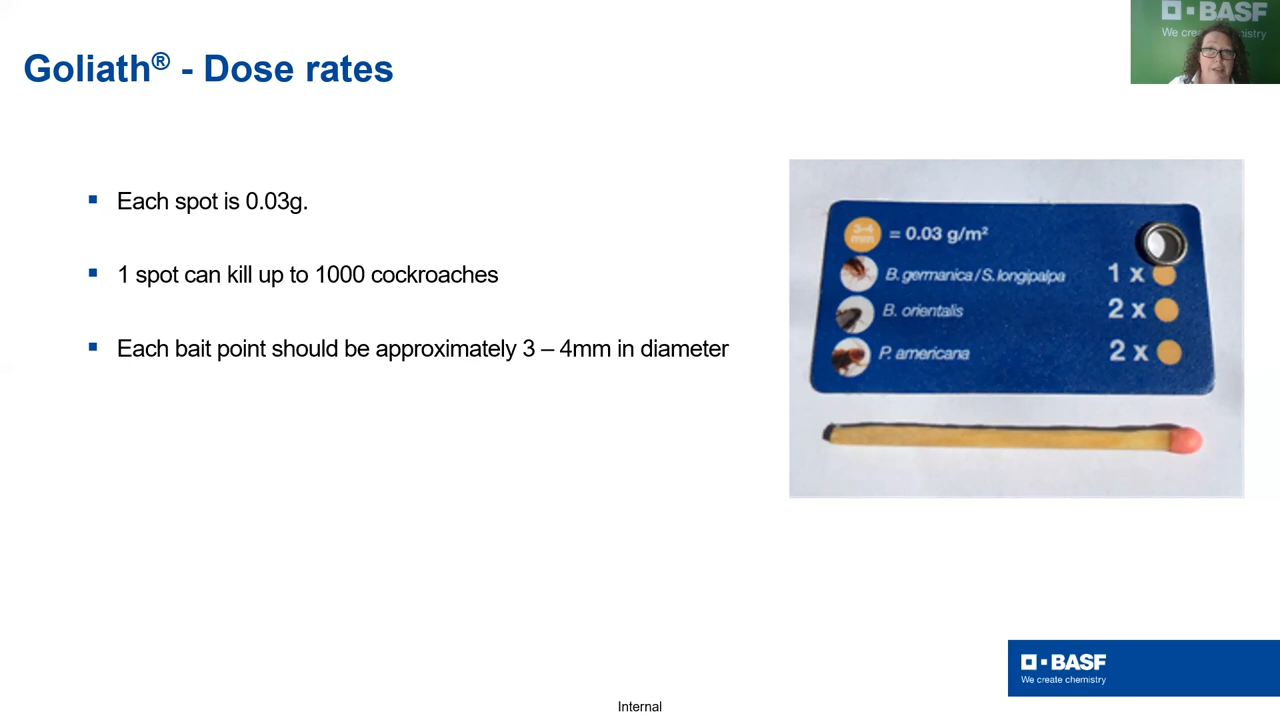 BASF
We create chemistry
Goliath® - Dose rates
Each spot is 0.03g.
1 spot can kill up to 1000 cockroaches
Each bait point should be approximately 3 – 4mm in diameter
3-4
mm
= 0.03 g/m²
B. germanica / S. longipalpa 1 x
B. orientalis 2 x
P. americana 2 x
BASF
We create chemistry
Internal